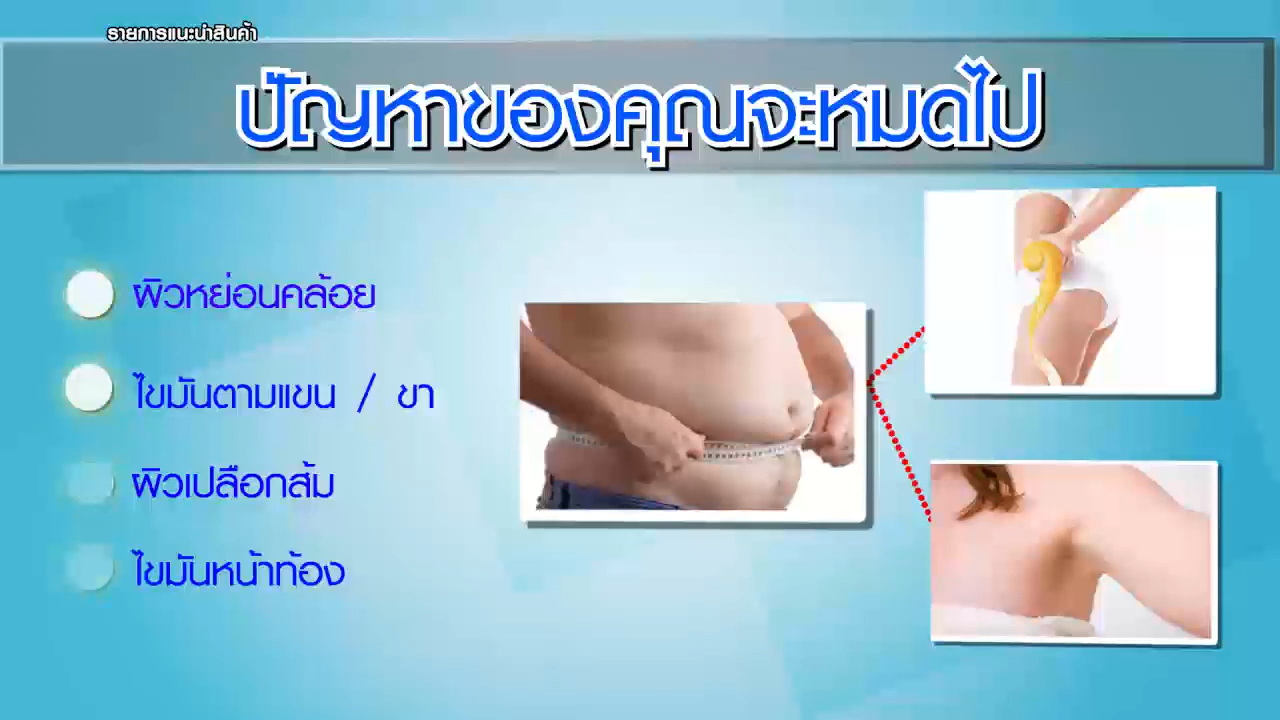 รายการแนะนำสินค้า
ปัญหาของคุณจะหมดไป
ผิวหย่อนคล้อย
ไขมันตามแขน / ขา
ผิวเปลือกส้ม
ไขมันหน้าท้อง